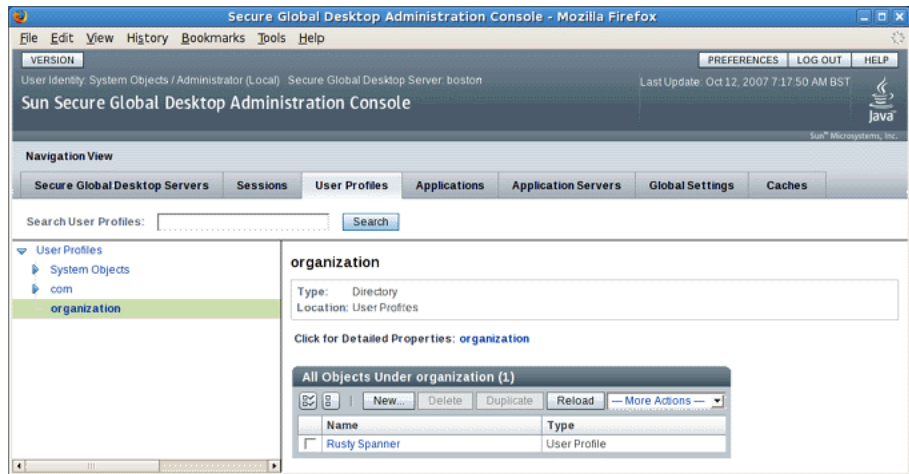 Secure Global Desktop Administration Console - Mozilla Firefox
File Edit View History Bookmarks Tools Help
VERSION PREFERENCES LOG OUT HELP
User Identity: System Objects / Administrator (Local) Secure Global Desktop Server: boston Last Update: Oct 12, 2007 7:17:50 AM BST
Sun Secure Global Desktop Administration Console
Java
Sun™ Microsystems, Inc.
Navigation View
Secure Global Desktop Servers Sessions User Profiles Applications Application Servers Global Settings Caches
Search User Profiles: Search
User Profiles
System Objects
com
organization
organization
Type: Directory
Location: User Profiles
Click for Detailed Properties: organization
All Objects Under organization (1)
New... Delete Duplicate Reload — More Actions —
Name Type
Rusty Spanner User Profile